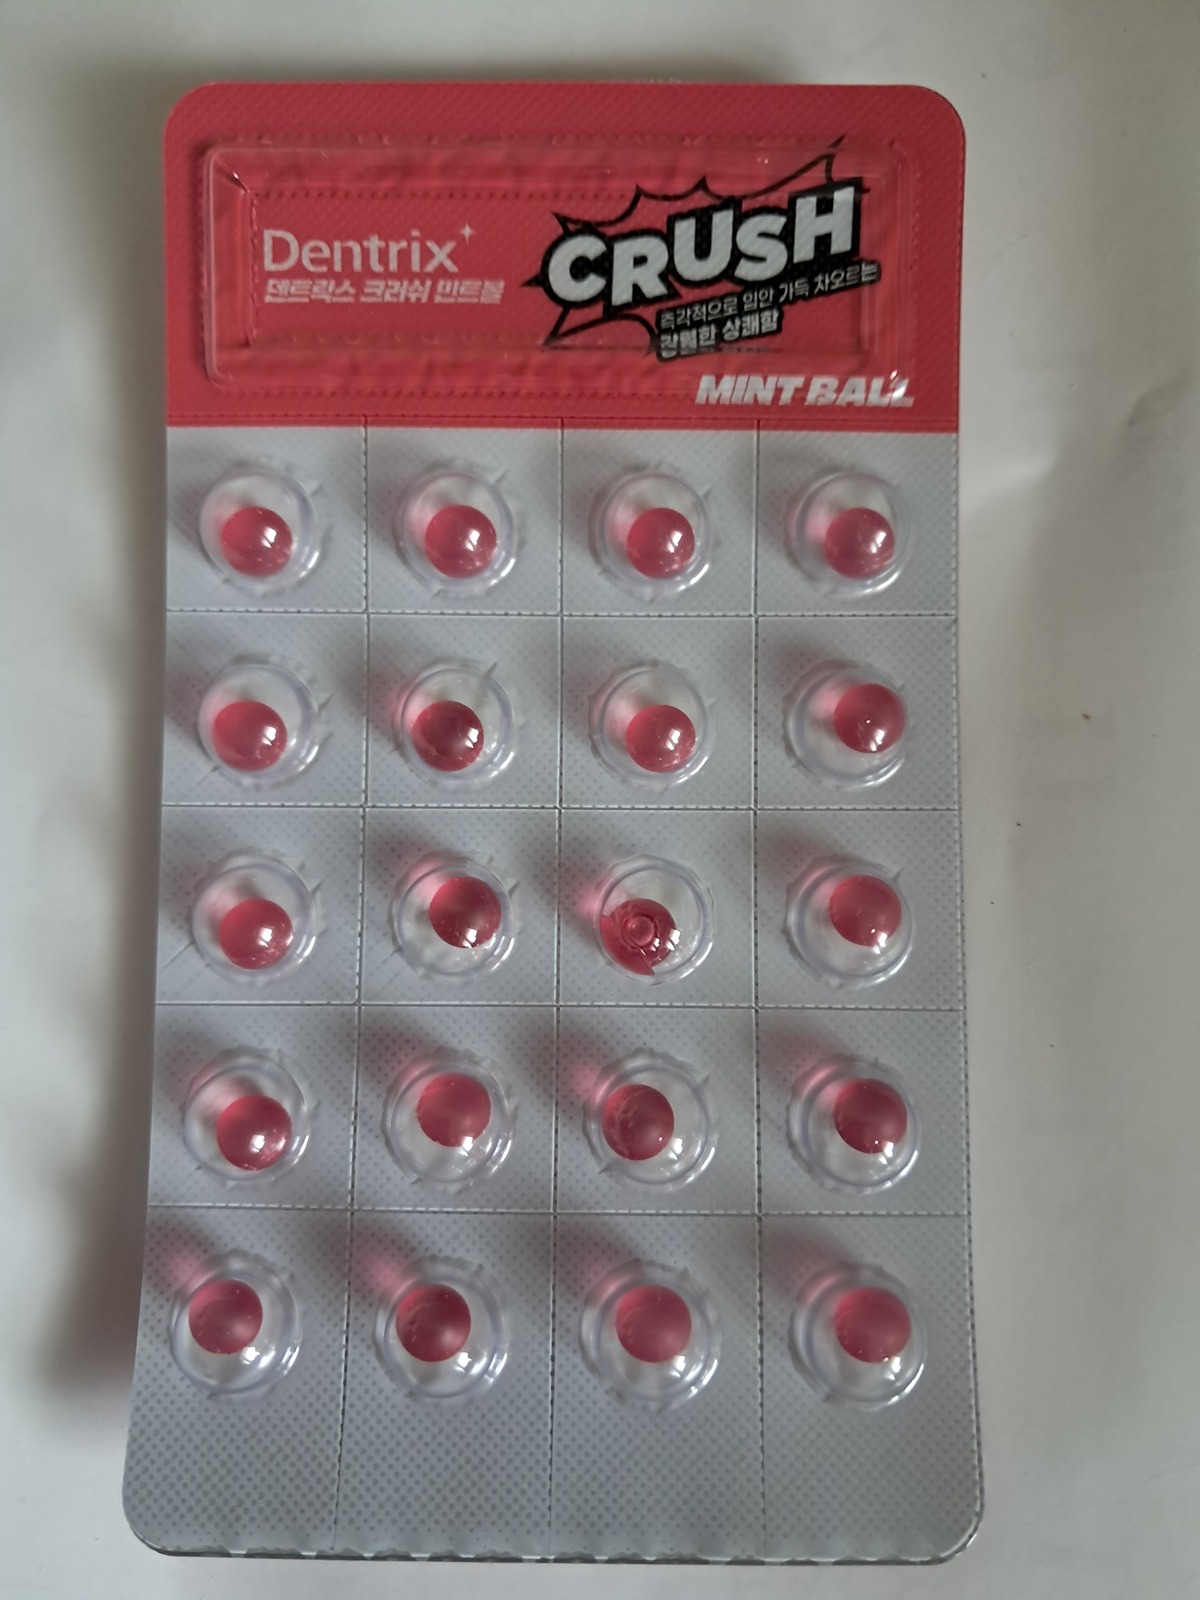 Dentrix
덴트릭스 크러쉬 민트볼
CRUSH
즉각적으로 입안 가득 차오르는
강렬한 상쾌함
MINT BALL